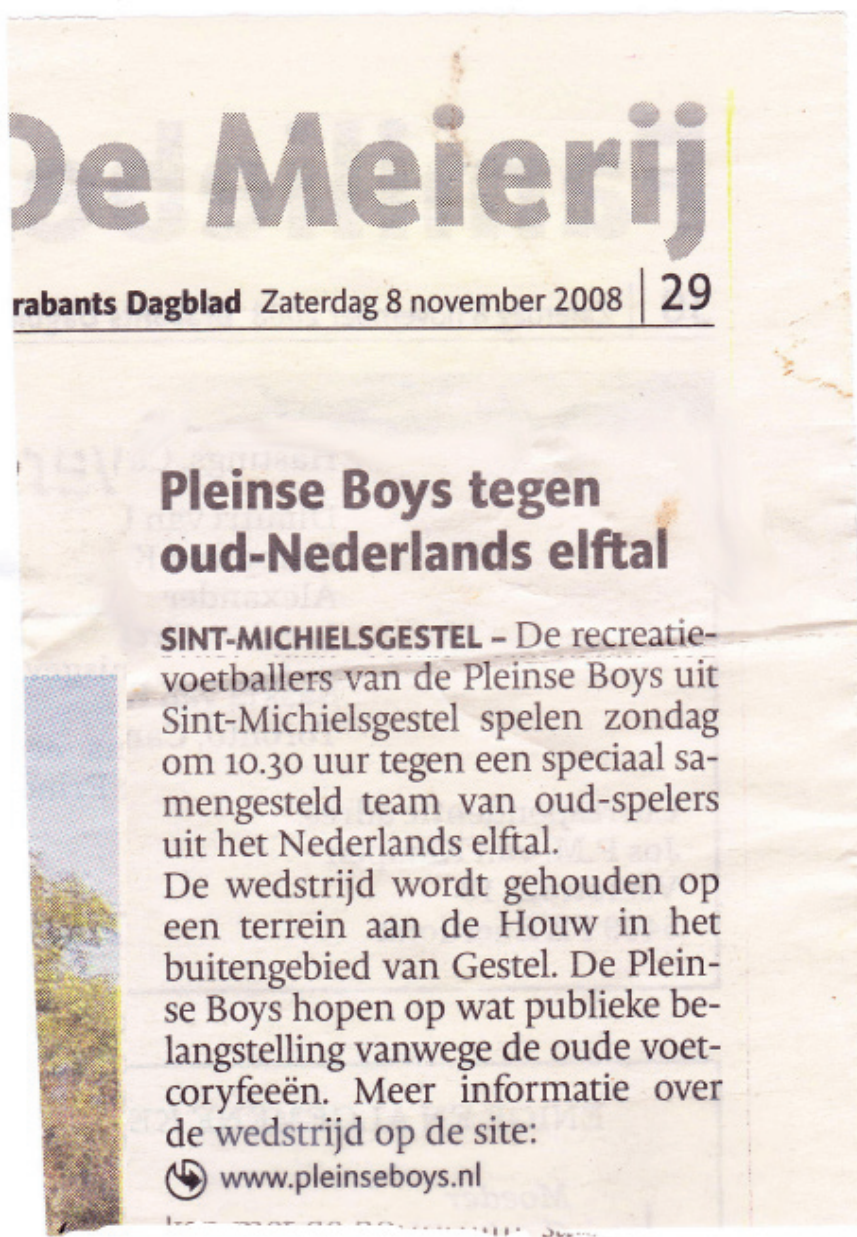 De Meierij
rabants Dagblad Zaterdag 8 november 2008 | 29
Pleinse Boys tegen
oud-Nederlands elftal
SINT-MICHIELSGESTEL – De recreatie-
voetballers van de Pleinse Boys uit
Sint-Michielsgestel spelen zondag
om 10.30 uur tegen een speciaal sa-
mengesteld team van oud-spelers
uit het Nederlands elftal.
De wedstrijd wordt gehouden op
een terrein aan de Houw in het
buitengebied van Gestel. De Plein-
se Boys hopen op wat publieke be-
langstelling vanwege de oude voet-
coryfeeën. Meer informatie over
de wedstrijd op de site:
www.pleinseboys.nl